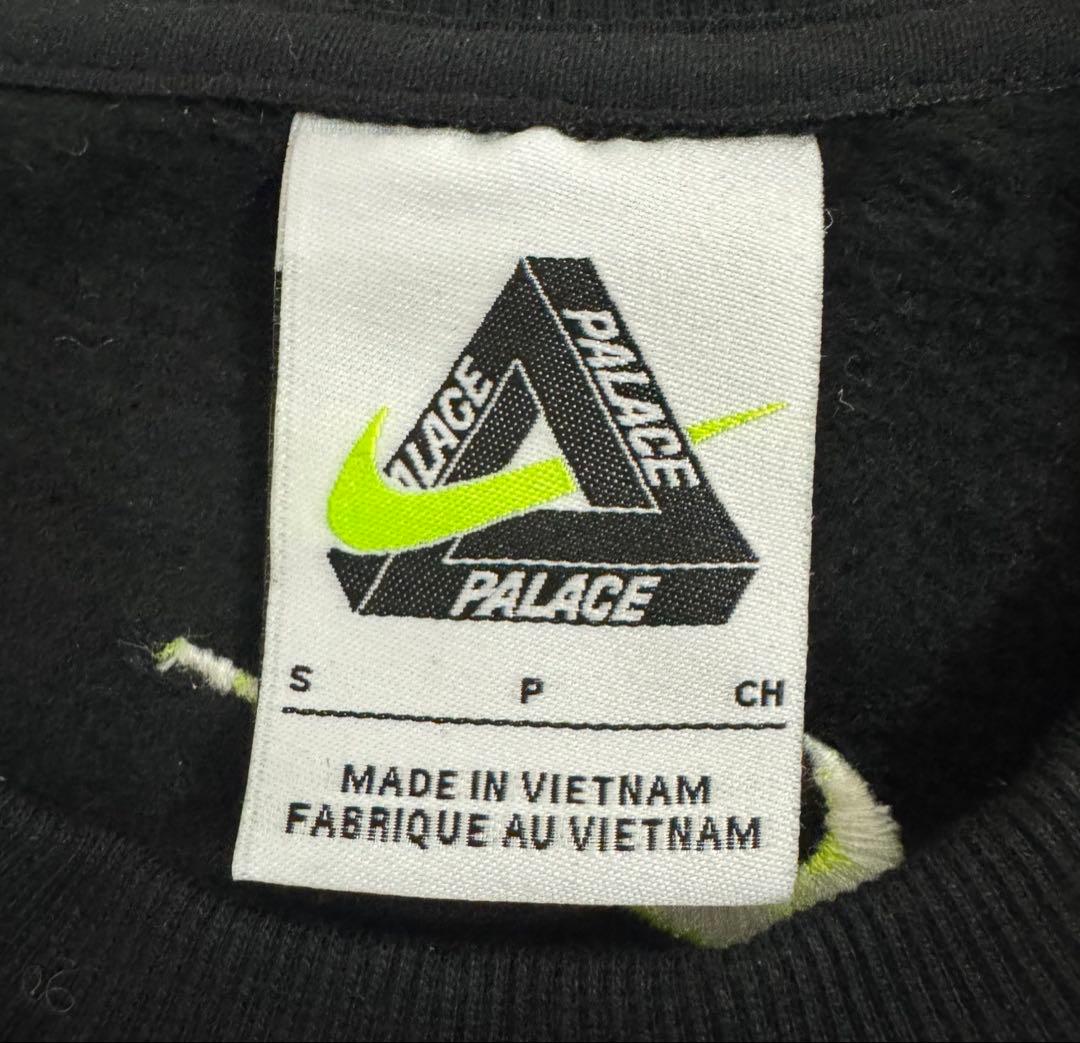 PALACE
PALACE
PALACE
S P CH
MADE IN VIETNAM
FABRIQUE AU VIETNAM